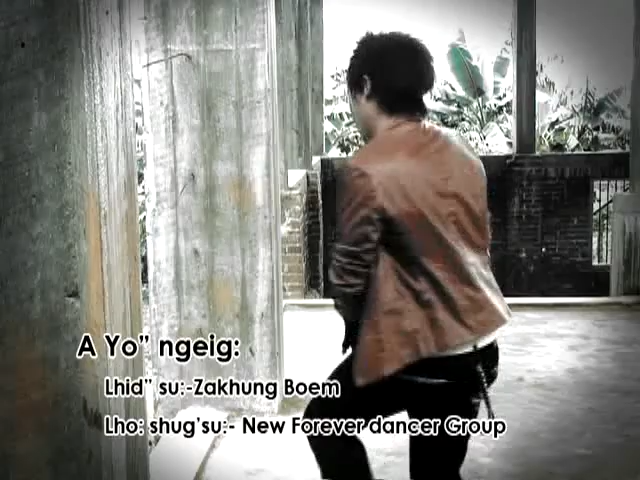 A Yo” ngeig:
Lhid” su:-Zakhung Boem
Lho: shug'su:- New Forever dancer Group